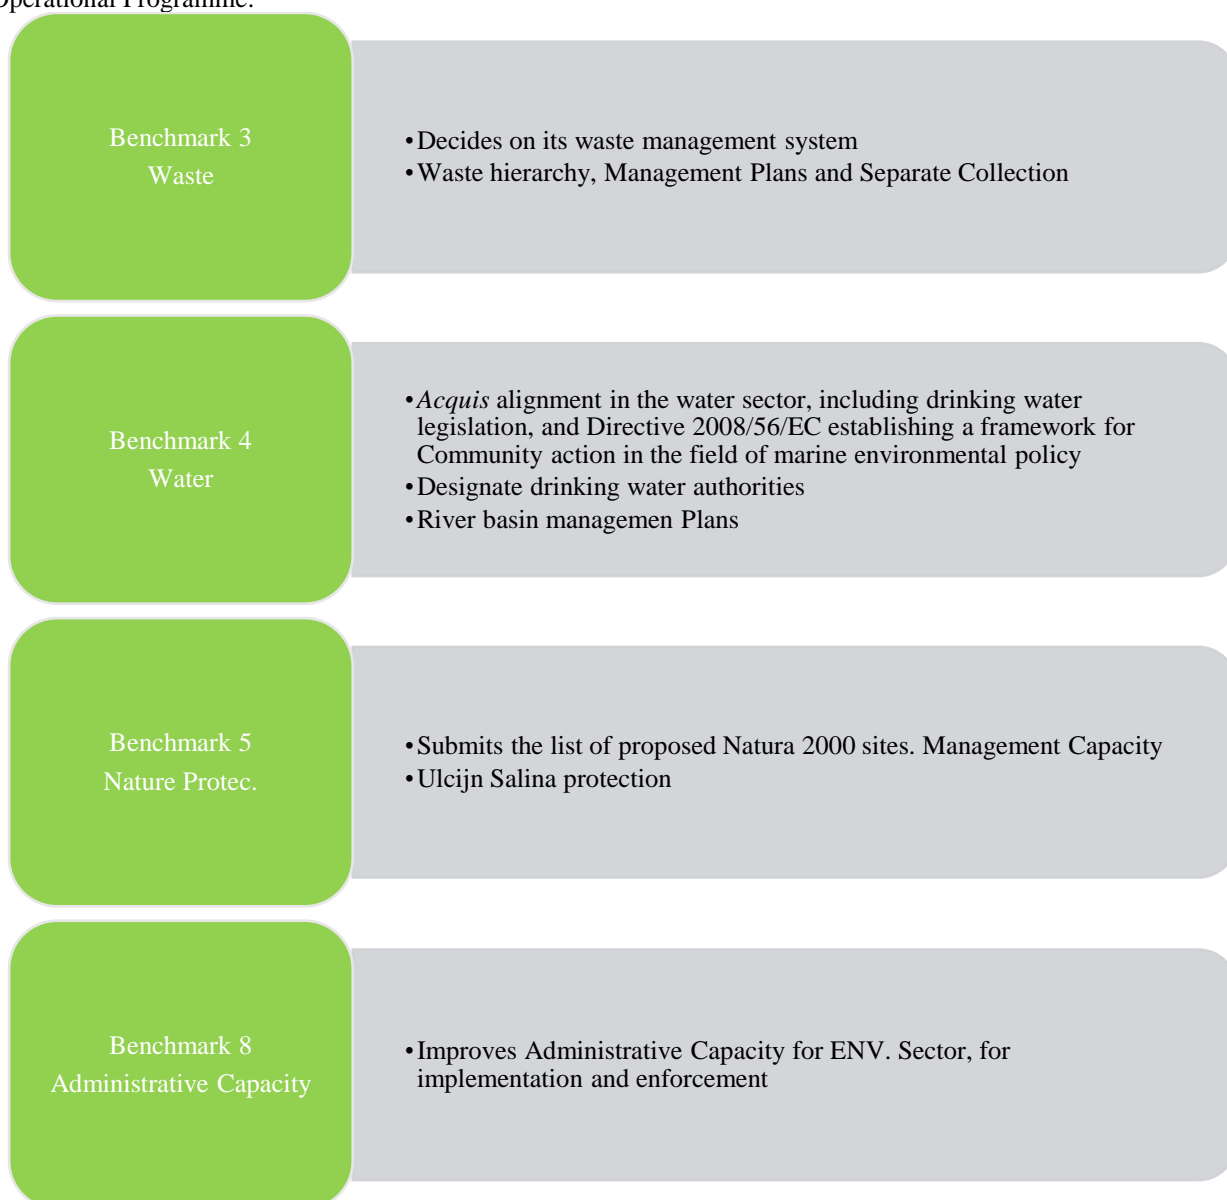 Operational Programme.
Benchmark 3
Waste
•Decides on its waste management system
•Waste hierarchy, Management Plans and Separate Collection
Benchmark 4
Water
•Acquis alignment in the water sector, including drinking water
legislation, and Directive 2008/56/EC establishing a framework for
Community action in the field of marine environmental policy
•Designate drinking water authorities
•River basin managemen Plans
Benchmark 5
Nature Protec.
•Submits the list of proposed Natura 2000 sites. Management Capacity
•Ulcijn Salina protection
Benchmark 8
Administrative Capacity
•Improves Administrative Capacity for ENV. Sector, for
implementation and enforcement